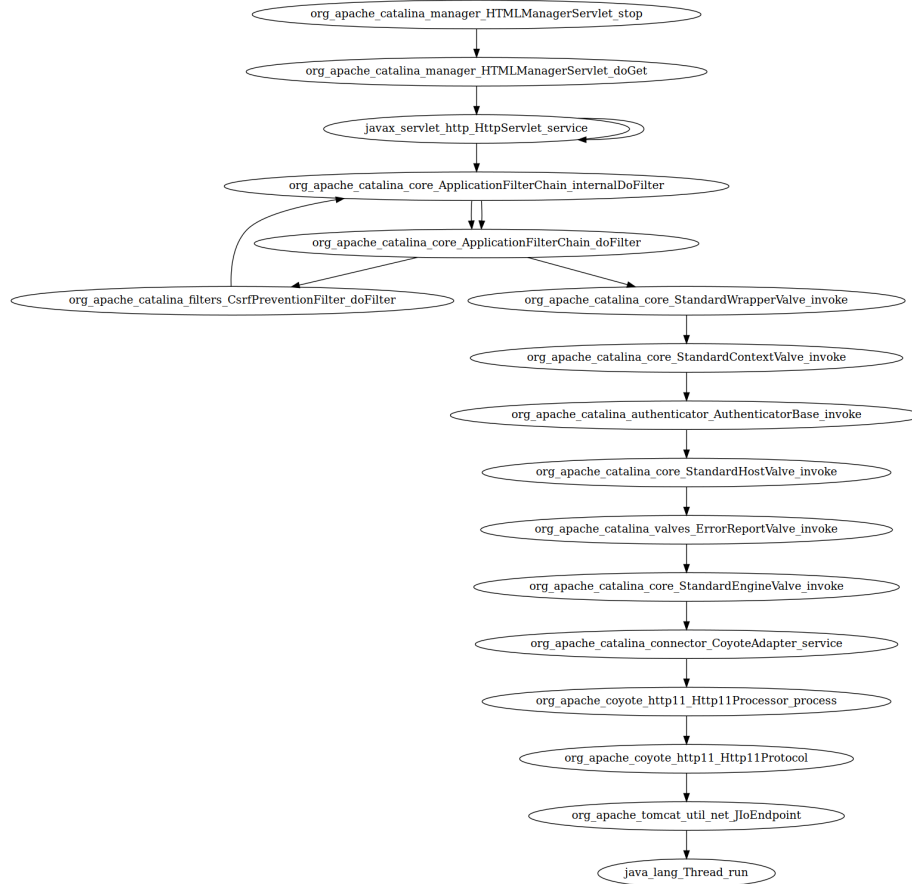 org_apache_catalina_manager_HTMLManagerServlet_stop
org_apache_catalina_manager_HTMLManagerServlet_doGet
javax_servlet_http_HttpServlet_service
org_apache_catalina_core_ApplicationFilterChain_internalDoFilter
org_apache_catalina_core_ApplicationFilterChain_doFilter
org_apache_catalina_filters_CsrfPreventionFilter_doFilter
org_apache_catalina_core_StandardWrapperValve_invoke
org_apache_catalina_core_StandardContextValve_invoke
org_apache_catalina_authenticator_AuthenticatorBase_invoke
org_apache_catalina_core_StandardHostValve_invoke
org_apache_catalina_valves_ErrorReportValve_invoke
org_apache_catalina_core_StandardEngineValve_invoke
org_apache_catalina_connector_CoyoteAdapter_service
org_apache_coyote_http11_Http11Processor_process
org_apache_coyote_http11_Http11Protocol
org_apache_tomcat_util_net_JIoEndpoint
java_lang_Thread_run